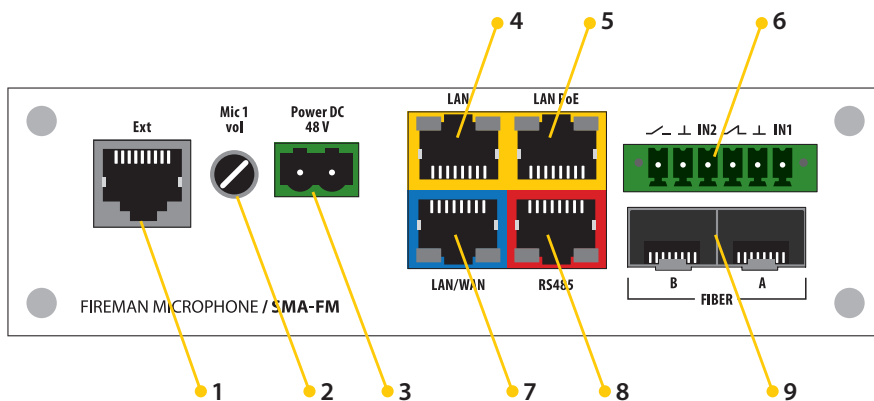 4 5 6
LAN LAN PoE
Ext
Mic 1
vol
Power DC
48 V
IN2 IN1
LAN/WAN RS485
B A
FIBER
FIREMAN MICROPHONE / SMA-FM
1 2 3 7 8 9